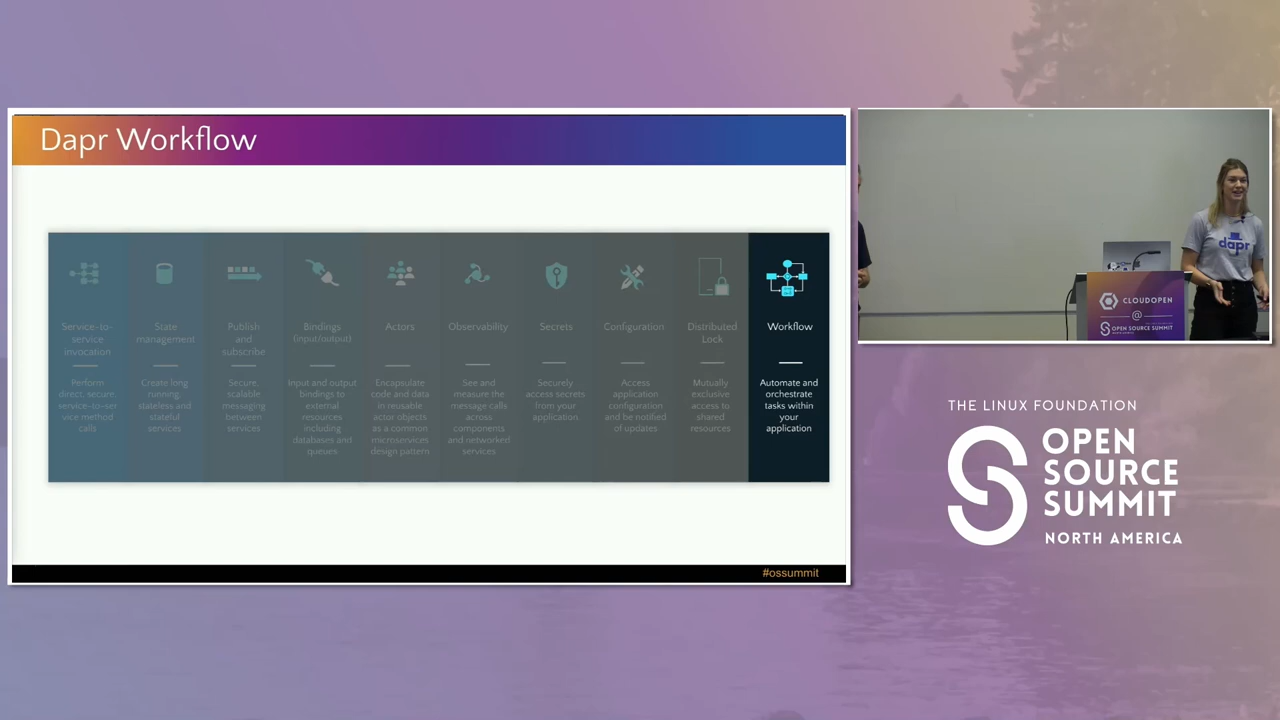 Dapr Workflow
Service-to-
service
invocation
Perform
direct, secure,
service-to-ser
vice method
calls
State
management
Create long
running,
stateless and
stateful
services
Publish
and
subscribe
Secure,
scalable
messaging
between
services
Bindings
(input/output)
Input and output
bindings to
external
resources
including
databases and
queues
Actors
Encapsulate
code and data
in reusable
actor objects
as a common
microservices
design pattern
Observability
See and
measure the
message calls
across
components
and networked
services
Secrets
Securely
access secrets
from your
application
Configuration
Access
application
configuration
and be notified
of updates
Distributed
Lock
Mutually
exclusive
access to
shared
resources
Workflow
Automate and
orchestrate
tasks within
your
application
#ossummit
dapr
CLOUDOPEN
@
OPEN SOURCE SUMMIT
THE LINUX FOUNDATION
OPEN
SOURCE
SUMMIT
NORTH AMERICA